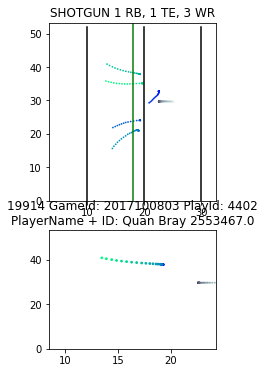 SHOTGUN 1 RB, 1 TE, 3 WR
50
40
30
20
10
0
10 20 30
19914 GameId: 2017100803 PlayId: 4402
PlayerName + ID: Quan Bray 2553467.0
40
20
0
10 15 20